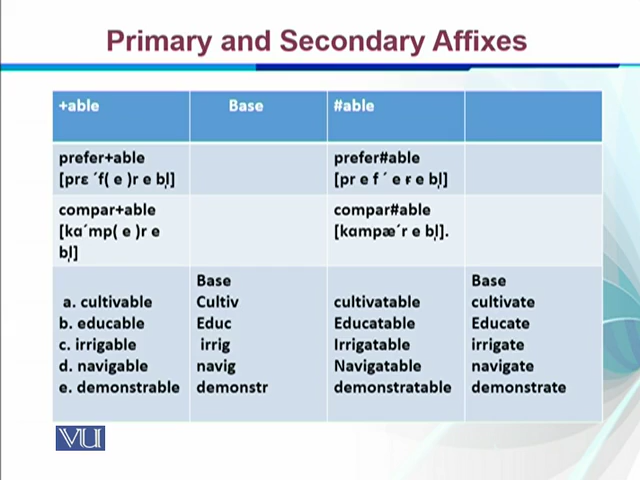 Primary and Secondary Affixes
+able Base #able
prefer+able prefer#able
[prɛ ´f( e )r e bl̩] [pr e f ´ e ɍ e bl̩]
compar+able compar#able
[kɑ´mp( e )r e [kɑmpæ´r e bl̩].
bl̩]
Base Base
a. cultivable Cultiv cultivatable cultivate
b. educable Educ Educatable Educate
c. irrigable irrig Irrigatable irrigate
d. navigable navig Navigatable navigate
e. demonstrable demonstr demonstratable demonstrate
VU